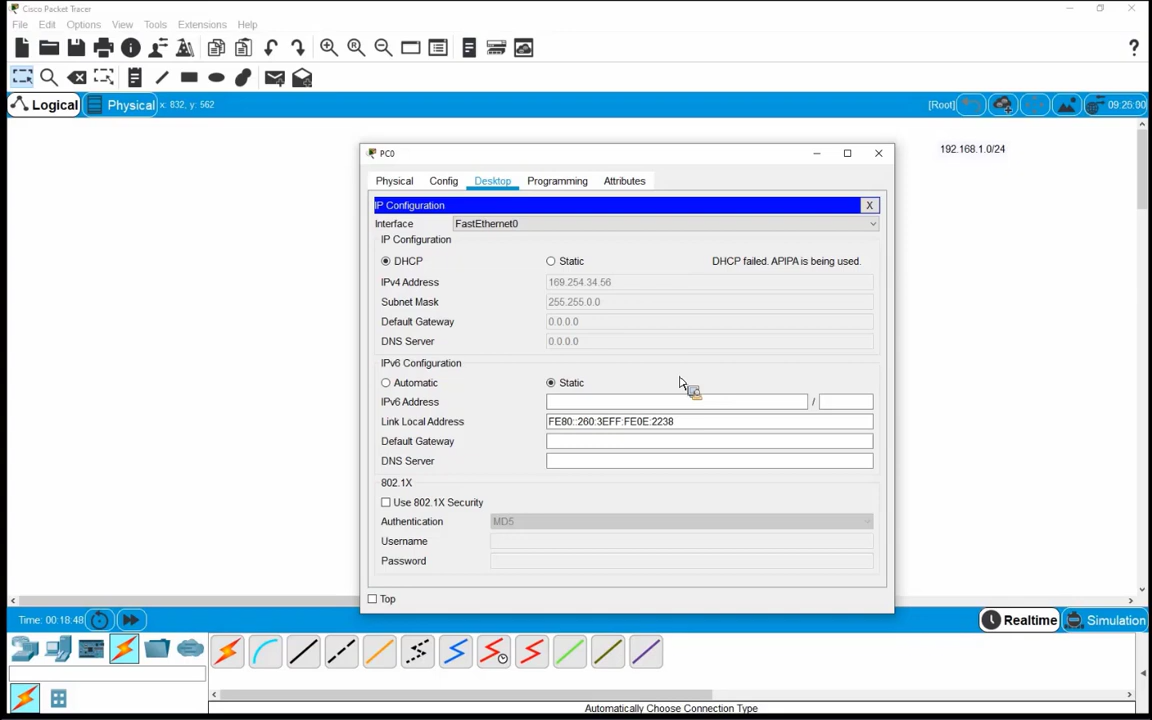 Cisco Packet Tracer
File Edit Options View Tools Extensions Help
?
Logical Physical x: 832, y: 562 [Root] 09:26:00
192.168.1.0/24
PC0
Physical Config Desktop Programming Attributes
IP Configuration X
Interface FastEthernet0
IP Configuration
DHCP Static DHCP failed. APIPA is being used.
IPv4 Address 169.254.34.56
Subnet Mask 255.255.0.0
Default Gateway 0.0.0.0
DNS Server 0.0.0.0
IPv6 Configuration
Automatic Static
IPv6 Address /
Link Local Address FE80::260:3EFF:FE0E:2238
Default Gateway
DNS Server
802.1X
Use 802.1X Security
Authentication MD5
Username
Password
Top
Time: 00:18:48 Realtime Simulation
Automatically Choose Connection Type